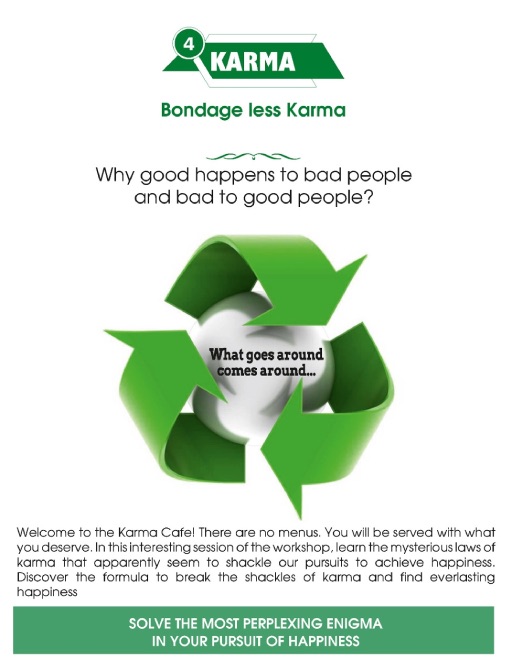 4
KARMA
Bondage less Karma
Why good happens to bad people
and bad to good people?
What goes around
comes around...
Welcome to the Karma Cafe! There are no menus. You will be served with what
you deserve. In this interesting session of the workshop, learn the mysterious laws of
karma that apparently seem to shackle our pursuits to achieve happiness.
Discover the formula to break the shackles of karma and find everlasting
happiness
SOLVE THE MOST PERPLEXING ENIGMA
IN YOUR PURSUIT OF HAPPINESS